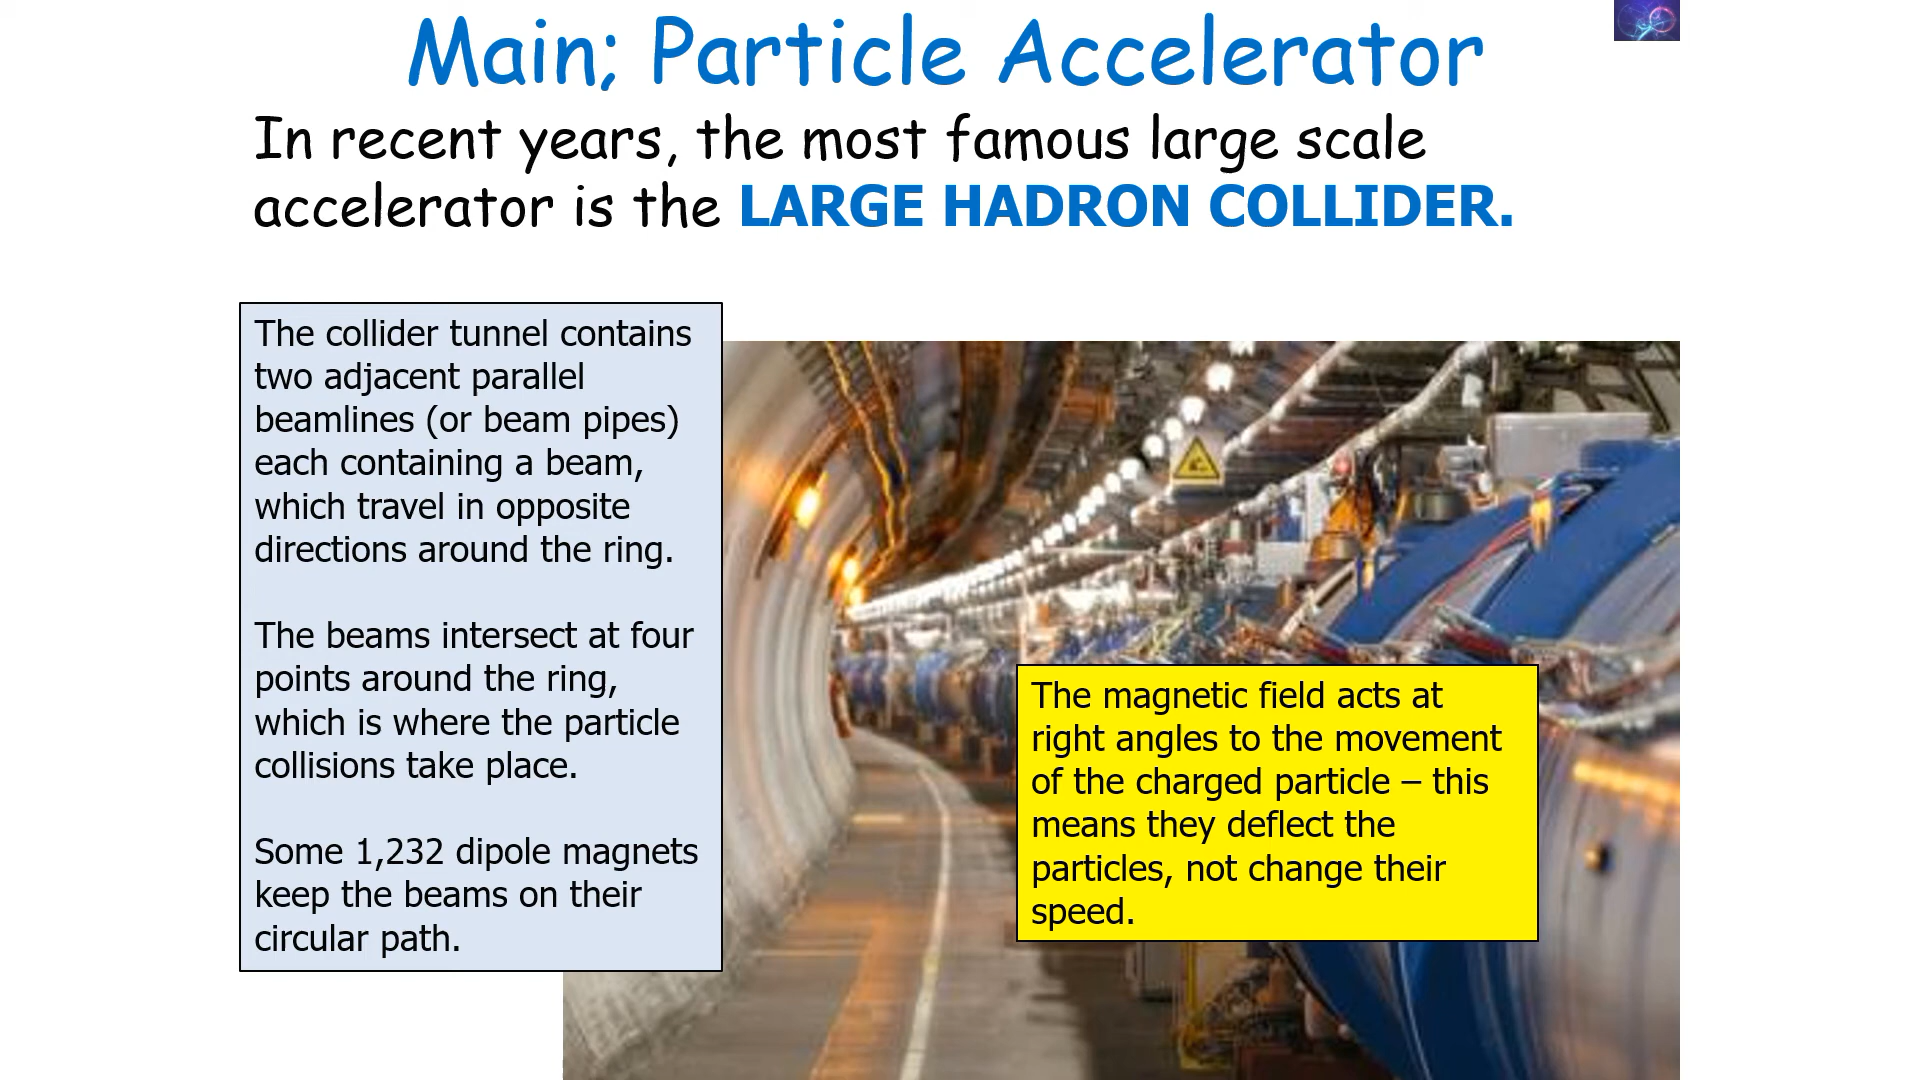 Main; Particle Accelerator
In recent years, the most famous large scale
accelerator is the LARGE HADRON COLLIDER.
The collider tunnel contains
two adjacent parallel
beamlines (or beam pipes)
each containing a beam,
which travel in opposite
directions around the ring.
The beams intersect at four
points around the ring,
which is where the particle
collisions take place.
Some 1,232 dipole magnets
keep the beams on their
circular path.
The magnetic field acts at
right angles to the movement
of the charged particle – this
means they deflect the
particles, not change their
speed.